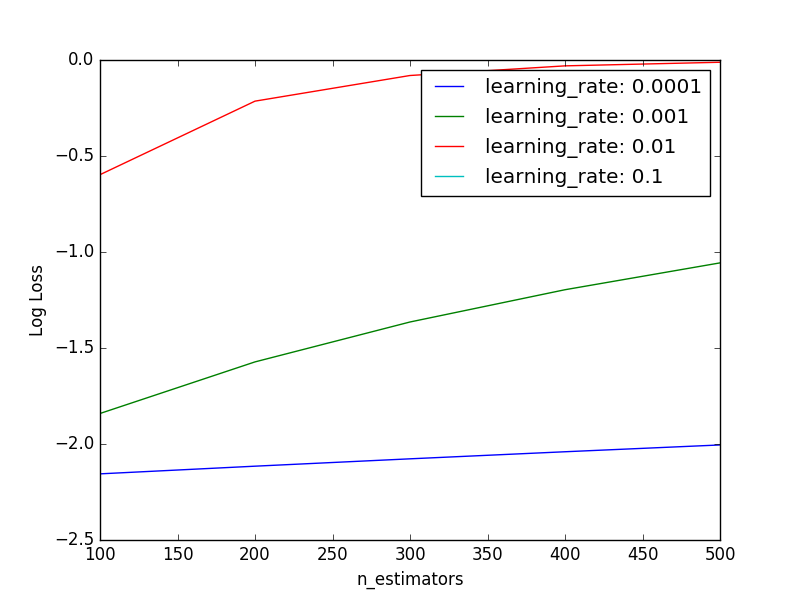 0.0
−0.5
−1.0
−1.5
−2.0
−2.5
Log Loss
learning_rate: 0.0001
learning_rate: 0.001
learning_rate: 0.01
learning_rate: 0.1
100 150 200 250 300 350 400 450 500
n_estimators